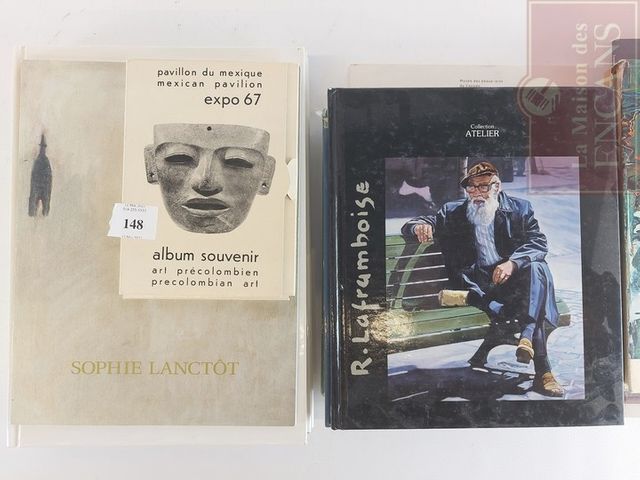 pavillon du mexique
mexican pavilion
expo 67
148
album souvenir
art précolombien
precolombian art
SOPHIE LANCTÔT
Collection
ATELIER
R. Laframboise
La Maison des
ENCANS